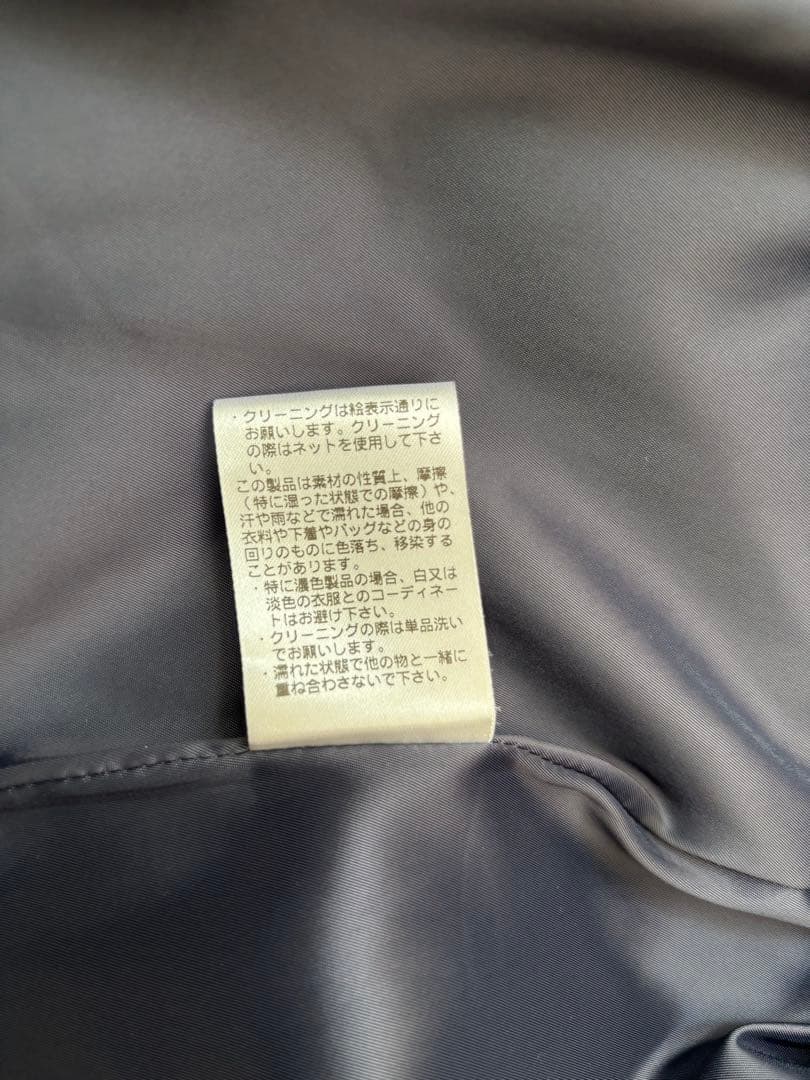 ・クリーニングは絵表示通りに
お願いします。クリーニング
の際はネットを使用して下さ
い。
この製品は素材の性質上、摩擦
（特に湿った状態での摩擦）や、
汗や雨などで濡れた場合、他の
衣料や下着やバッグなどの身の
回りのものに色落ち、移染する
ことがあります。
・特に濃色製品の場合、白又は
淡色の衣服とのコーディネー
トはお避け下さい。
・クリーニングの際は単品洗い
でお願いします。
・濡れた状態で他の物と一緒に
重ね合わさないで下さい。